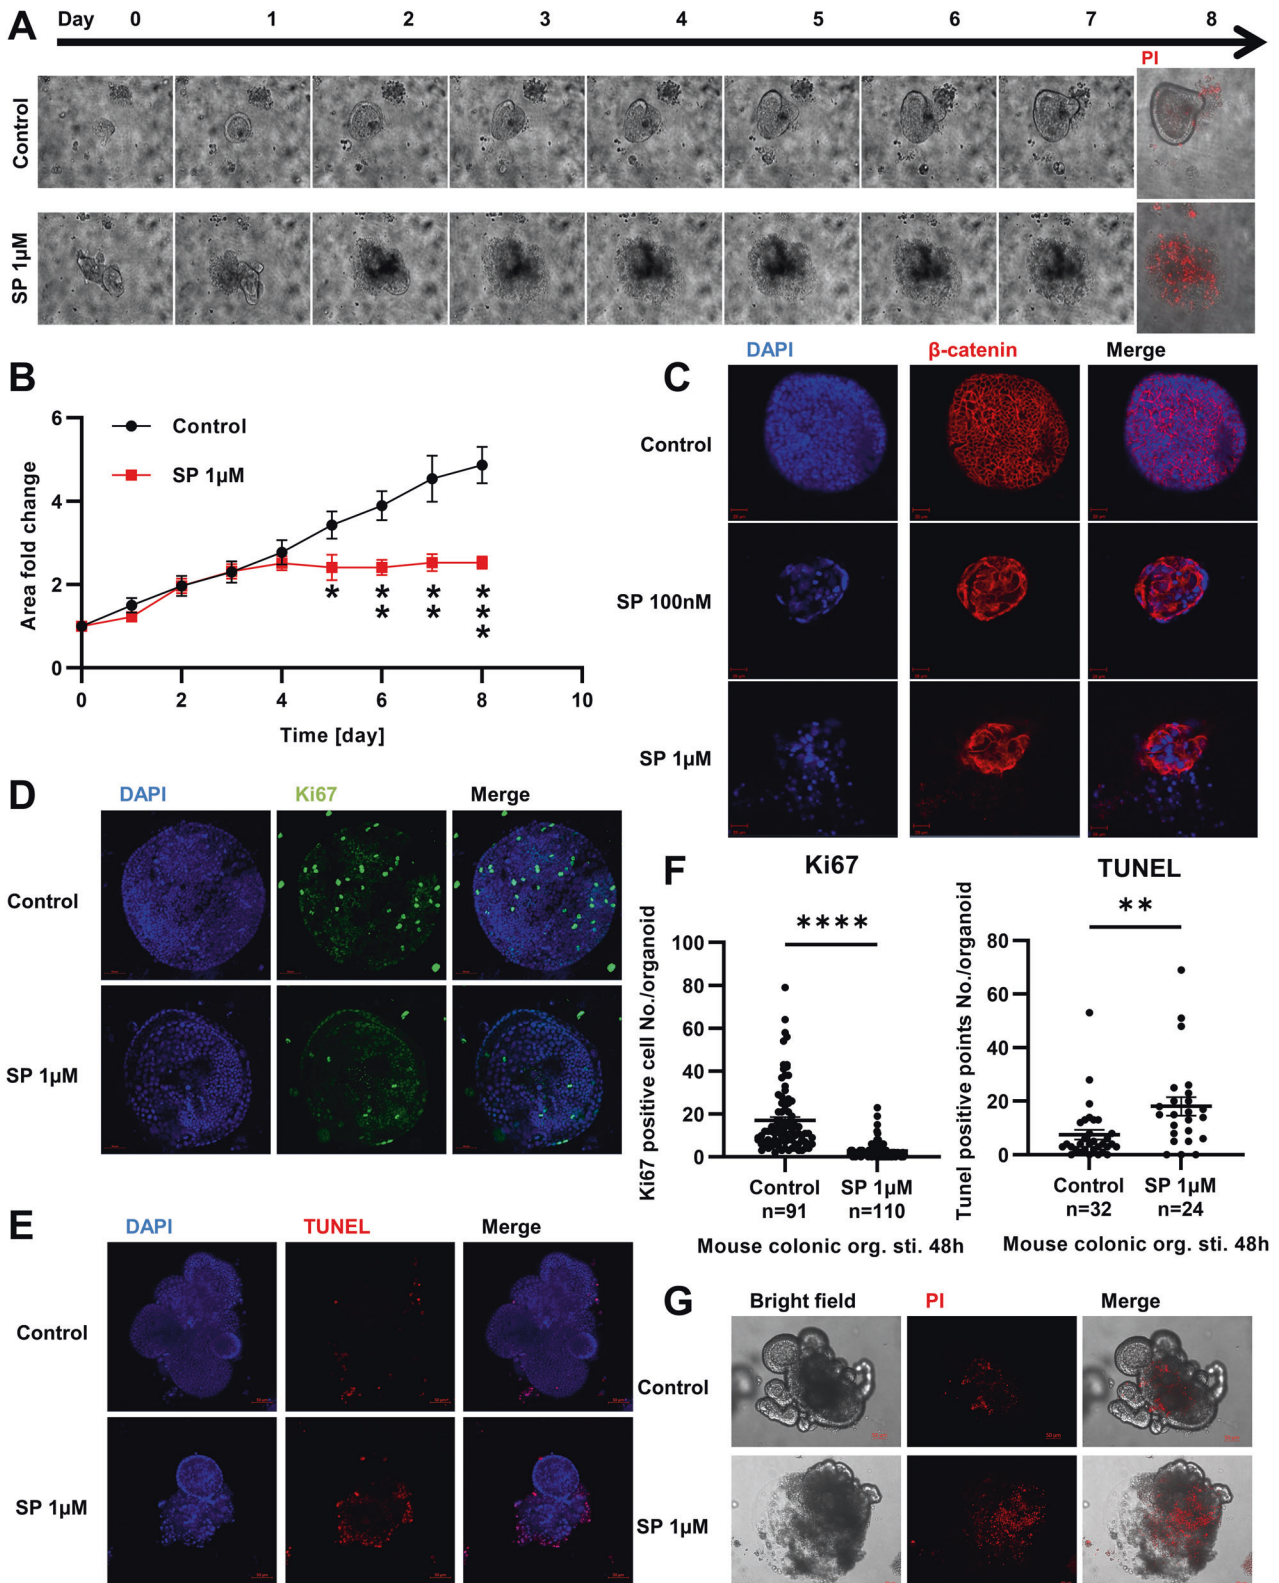 A
Day 0 1 2 3 4 5 6 7 8
PI
Control
SP 1µM
B
6
4
2
0
0 2 4 6 8 10
Area fold change
Time [day]
Control
SP 1µM
*
* *
* *
* * *
C
DAPI β-catenin Merge
Control
SP 100nM
SP 1µM
D
DAPI Ki67 Merge
Control
SP 1µM
E
DAPI TUNEL Merge
Control
SP 1µM
F
Ki67
****
Ki67 positive cell No./organoid
100
80
60
40
20
0
Control SP 1µM
n=91 n=110
Mouse colonic org. sti. 48h
TUNEL
**
Tunel positive points No./organoid
80
60
40
20
0
Control SP 1µM
n=32 n=24
Mouse colonic org. sti. 48h
G
Bright field PI Merge
Control
SP 1µM
50 µm